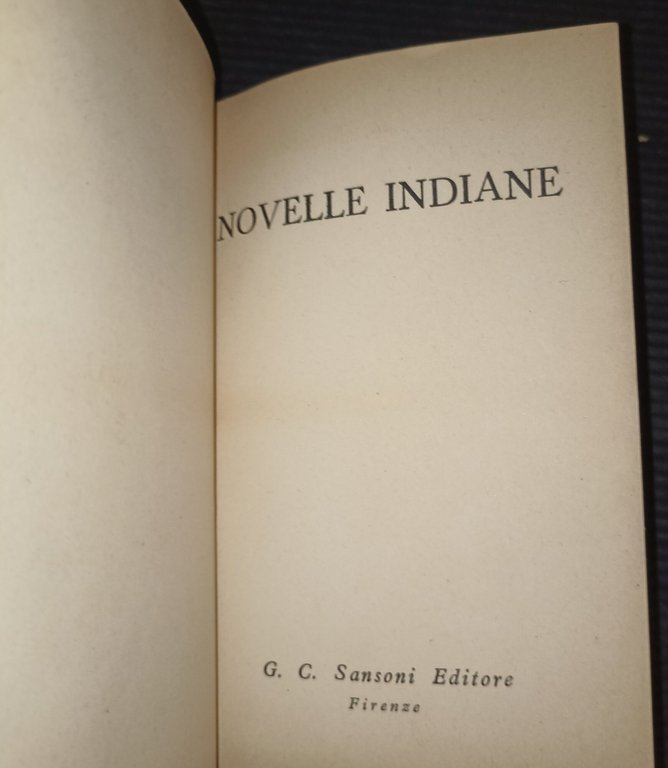 NOVELLE INDIANE
G. C. Sansoni Editore
Firenze